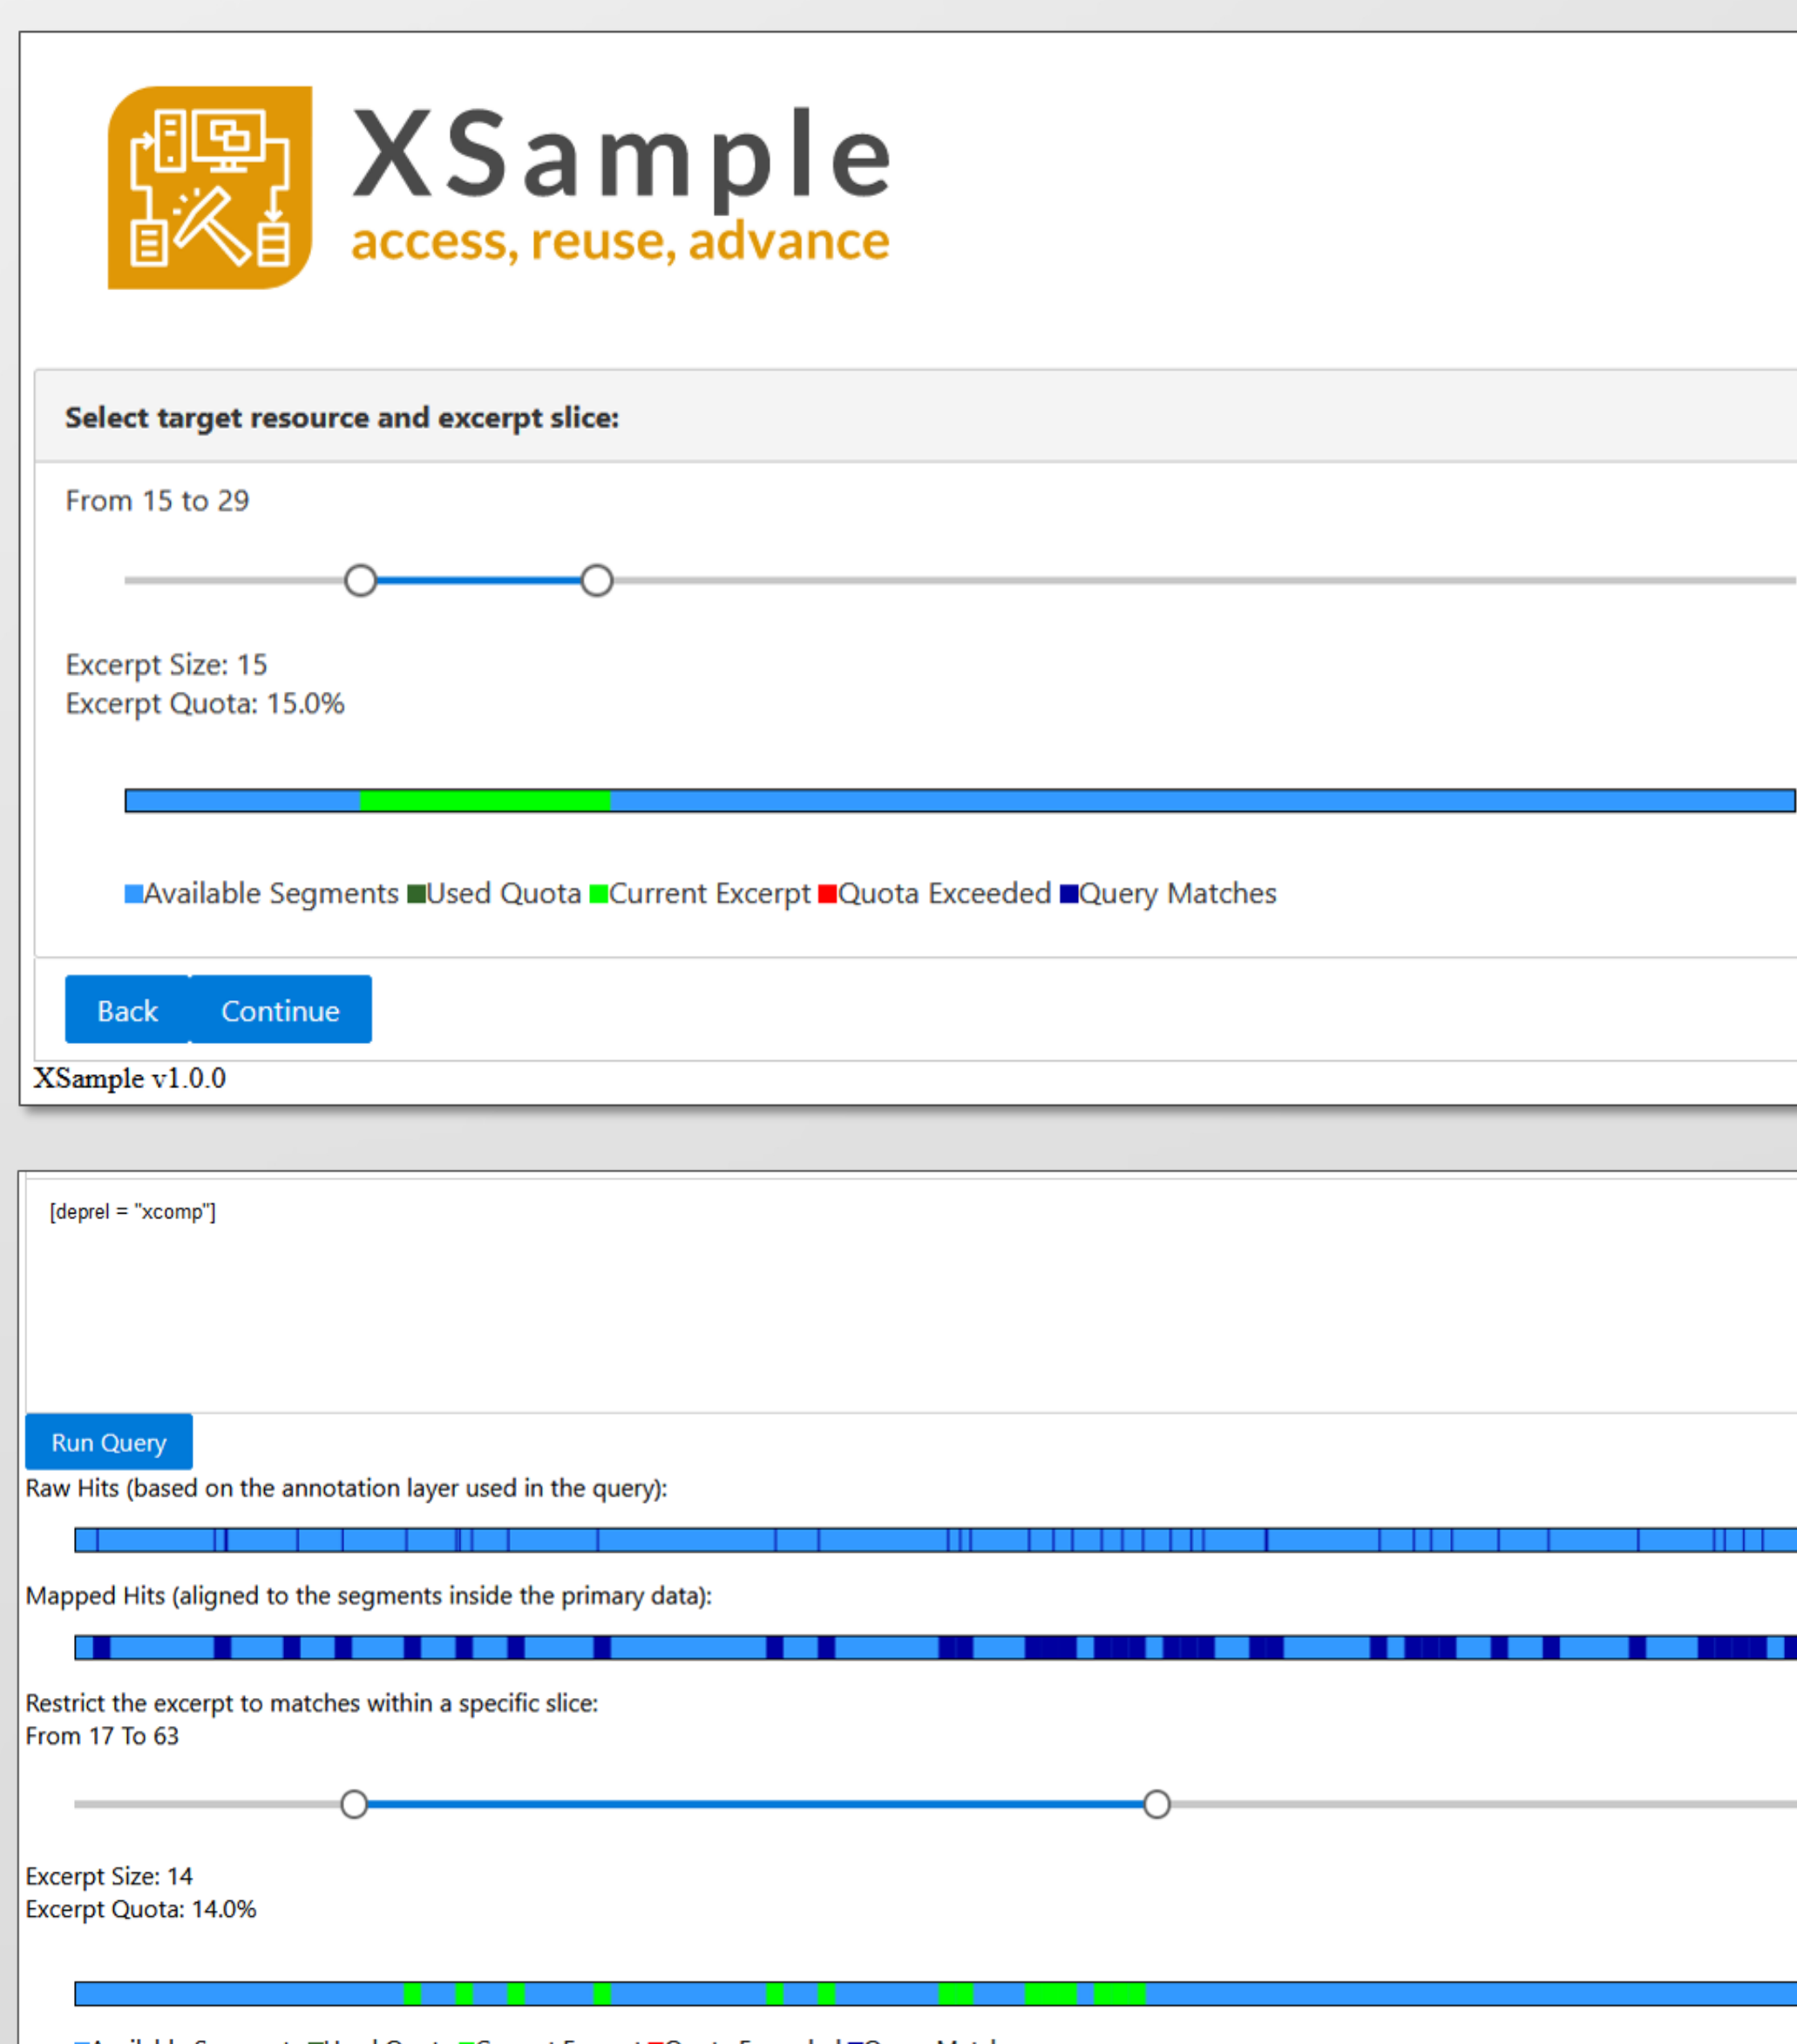 XSample
access, reuse, advance
Select target resource and excerpt slice:
From 15 to 29
Excerpt Size: 15
Excerpt Quota: 15.0%
Available Segments Used Quota Current Excerpt Quota Exceeded Query Matches
Back Continue
XSample v1.0.0
[deprel = "xcomp"]
Run Query
Raw Hits (based on the annotation layer used in the query):
Mapped Hits (aligned to the segments inside the primary data):
Restrict the excerpt to matches within a specific slice:
From 17 To 63
Excerpt Size: 14
Excerpt Quota: 14.0%